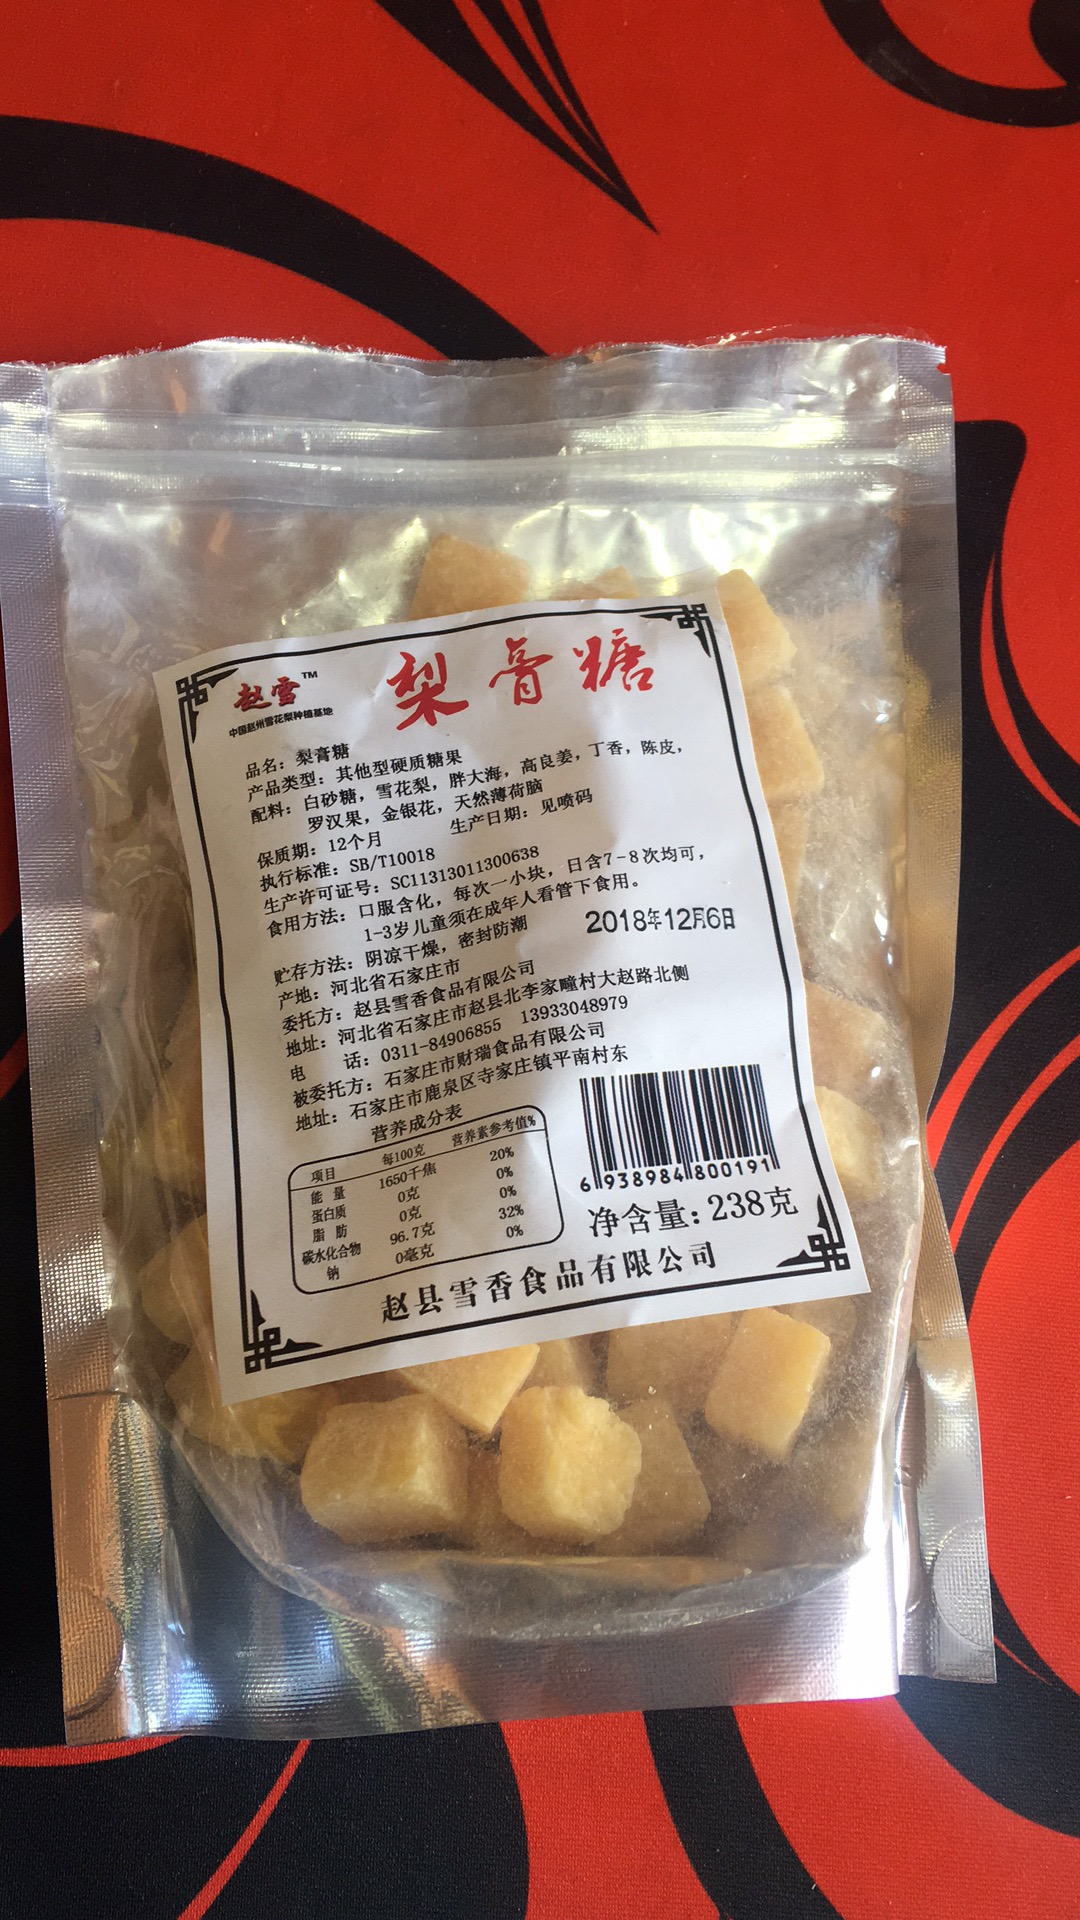 赵雪™
中国赵州雪花梨种植基地
梨膏糖
品名：梨膏糖
产品类型：其他型硬质糖果
配料：白砂糖，雪花梨，胖大海，高良姜，丁香，陈皮，
罗汉果，金银花，天然薄荷脑
保质期：12个月 生产日期：见喷码
执行标准：SB/T10018
生产许可证号：SC11313011300638
食用方法：口服含化，每次一小块，日含7-8次均可，
1-3岁儿童须在成年人看管下食用。
2018年12月6日
贮存方法：阴凉干燥，密封防潮
产地：河北省石家庄市
委托方：赵县雪香食品有限公司
地址：河北省石家庄市赵县北李家疃村大赵路北侧
电 话：0311-84906855 13933048979
被委托方：石家庄市财瑞食品有限公司
地址：石家庄市鹿泉区寺家庄镇平南村东
营养成分表
项目 每100克 营养素参考值%
能 量 1650千焦 20%
蛋白质 0克 0%
脂 肪 0克 0%
碳水化合物 96.7克 32%
钠 0毫克 0%
6 938984 800191
净含量：238克
赵县雪香食品有限公司